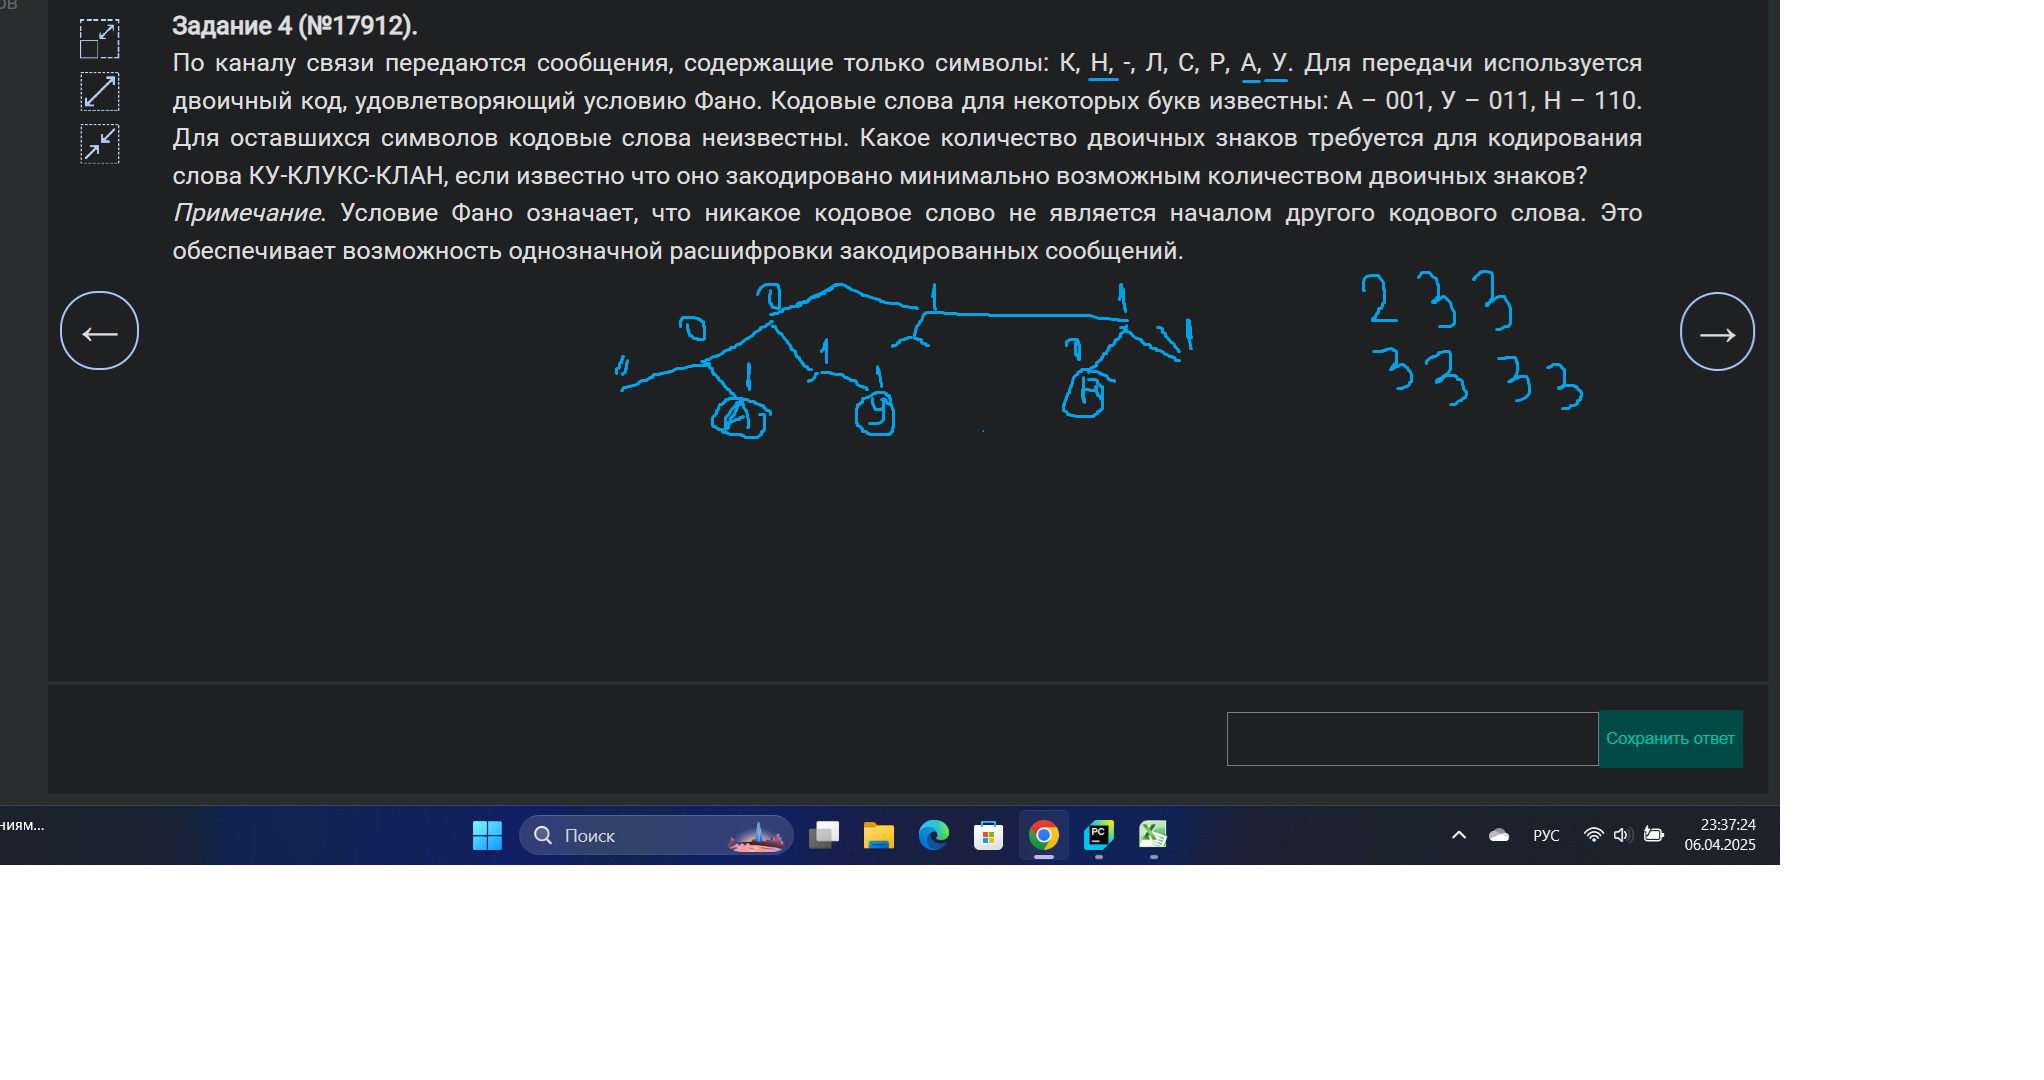 ов
Задание 4 (№17912).
По каналу связи передаются сообщения, содержащие только символы: К, Н, -, Л, С, Р, А, У. Для передачи используется
двоичный код, удовлетворяющий условию Фано. Кодовые слова для некоторых букв известны: А – 001, У – 011, Н – 110.
Для оставшихся символов кодовые слова неизвестны. Какое количество двоичных знаков требуется для кодирования
слова КУ-КЛУКС-КЛАН, если известно что оно закодировано минимально возможным количеством двоичных знаков?
Примечание. Условие Фано означает, что никакое кодовое слово не является началом другого кодового слова. Это
обеспечивает возможность однозначной расшифровки закодированных сообщений.
0 1 1 2 3 3
0 1 1 0 1 3 3 3 3
1
А У Н
←
→
Сохранить ответ
ниям...
Поиск
PC
РУС
23:37:24
06.04.2025